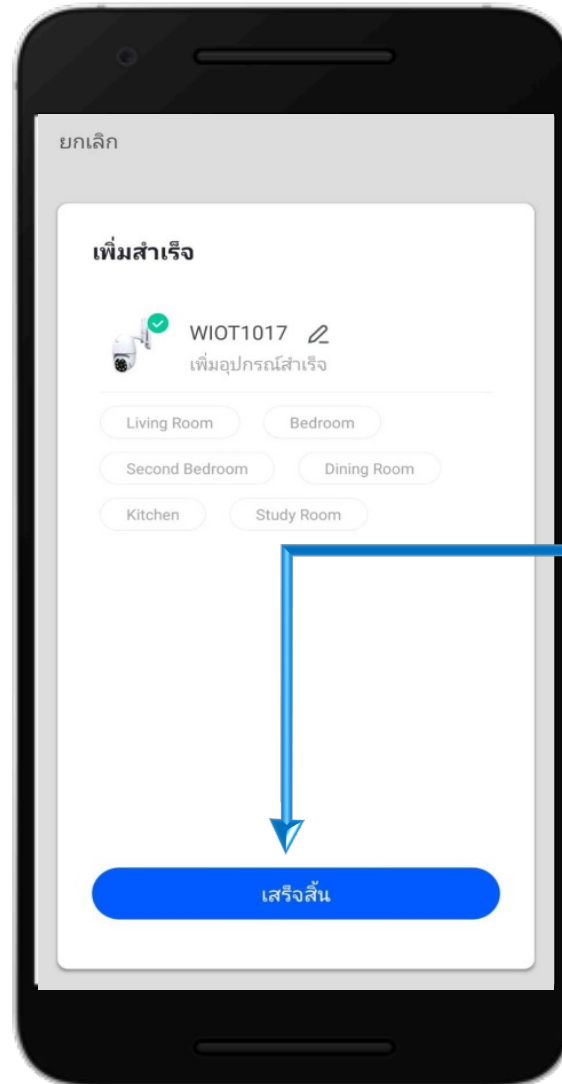 ยกเลิก
เพิ่มสำเร็จ
WIOT1017
เพิ่มอุปกรณ์สำเร็จ
Living Room Bedroom
Second Bedroom Dining Room
Kitchen Study Room
เสร็จสิ้น